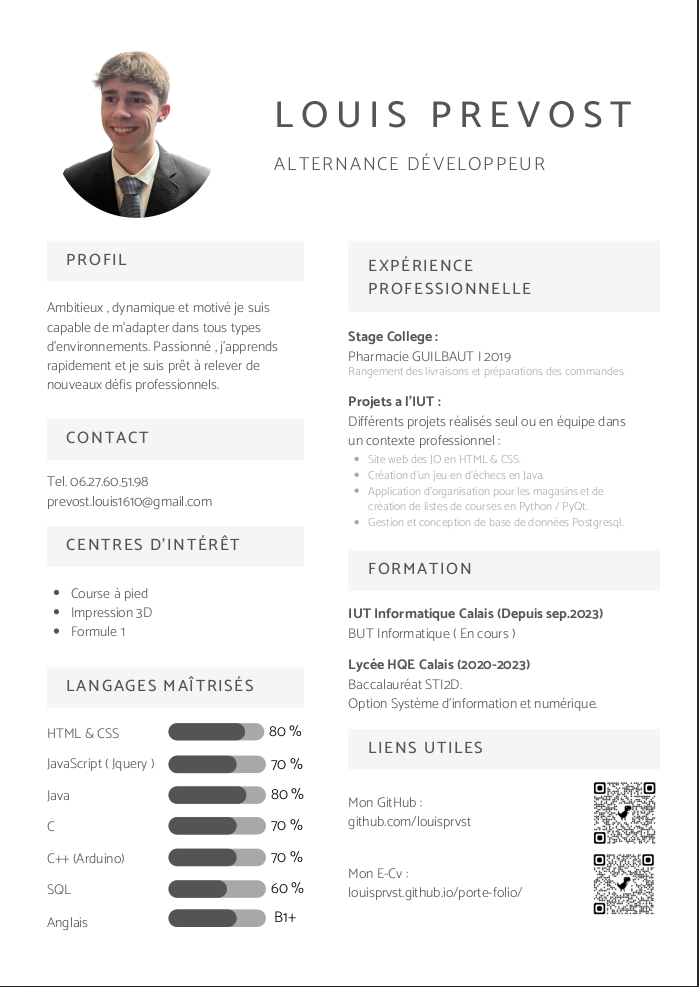 LOUIS PREVOST
ALTERNANCE DÉVELOPPEUR
PROFIL
Ambitieux , dynamique et motivé je suis
capable de m'adapter dans tous types
d'environnements. Passionné , j'apprends
rapidement et je suis prêt à relever de
nouveaux défis professionnels.
CONTACT
Tel. 06.27.60.51.98
prevost.louis1610@gmail.com
CENTRES D'INTÉRÊT
• Course à pied
• Impression 3D
• Formule 1
LANGAGES MAÎTRISÉS
HTML & CSS 80 %
JavaScript ( Jquery ) 70 %
Java 80 %
C 70 %
C++ (Arduino) 70 %
SQL 60 %
Anglais B1+
EXPÉRIENCE
PROFESSIONNELLE
Stage College :
Pharmacie GUILBAUT I 2019
Rangement des livraisons et préparations des commandes.
Projets a l'IUT :
Différents projets réalisés seul ou en équipe dans
un contexte professionnel :
• Site web des JO en HTML & CSS.
• Création d'un jeu en d'échecs en Java.
• Application d'organisation pour les magasins et de
création de listes de courses en Python / PyQt.
• Gestion et conception de base de données Postgresql.
FORMATION
IUT Informatique Calais (Depuis sep.2023)
BUT Informatique ( En cours )
Lycée HQE Calais (2020-2023)
Baccalauréat STI2D.
Option Système d'information et numérique.
LIENS UTILES
Mon GitHub :
github.com/louisprvst
Mon E-Cv :
louisprvst.github.io/porte-folio/